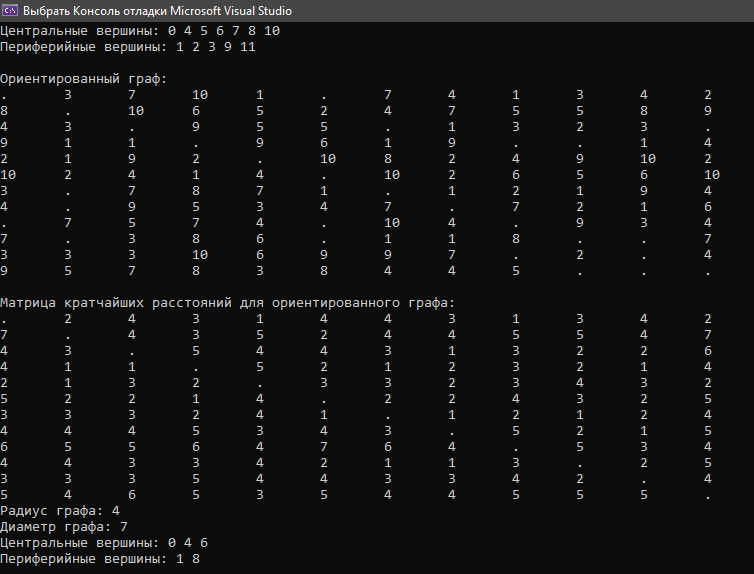 Выбрать Консоль отладки Microsoft Visual Studio
Центральные вершины: 0 4 5 6 7 8 10
Периферийные вершины: 1 2 3 9 11
Ориентированный граф:
. 3 7 10 1 . 7 4 1 3 4 2
8 . 10 6 5 2 4 7 5 5 8 9
4 3 . 9 5 5 . 1 3 2 3 .
9 1 1 . 9 6 1 9 . . 1 4
2 1 9 2 . 10 8 2 4 9 10 2
10 2 4 1 4 . 10 2 6 5 6 10
3 . 7 8 7 1 . 1 2 1 9 4
4 . 9 5 3 4 7 . 7 2 1 6
. 7 5 7 4 . 10 4 . 9 3 4
7 . 3 8 6 . 1 1 8 . . 7
3 3 3 10 6 9 9 7 . 2 . 4
9 5 7 8 3 8 4 4 5 . . .
Матрица кратчайших расстояний для ориентированного графа:
. 2 4 3 1 4 4 3 1 3 4 2
7 . 4 3 5 2 4 4 5 5 4 7
4 3 . 5 4 4 3 1 3 2 2 6
4 1 1 . 5 2 1 2 3 2 1 4
2 1 3 2 . 3 3 2 3 4 3 2
5 2 2 1 4 . 2 2 4 3 2 5
3 3 3 2 4 1 . 1 2 1 2 4
4 4 4 5 3 4 3 . 5 2 1 5
6 5 5 6 4 7 6 4 . 5 3 4
4 4 3 3 4 2 1 1 3 . 2 5
3 3 3 5 4 4 3 3 4 2 . 4
5 4 6 5 3 5 4 4 5 5 5 .
Радиус графа: 4
Диаметр графа: 7
Центральные вершины: 0 4 6
Периферийные вершины: 1 8